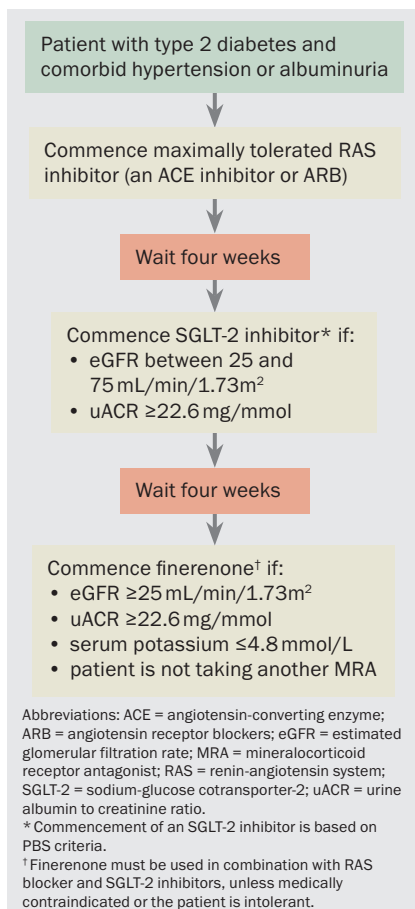 Patient with type 2 diabetes and
comorbid hypertension or albuminuria
Commence maximally tolerated RAS
inhibitor (an ACE inhibitor or ARB)
Wait four weeks
Commence SGLT-2 inhibitor* if:
• eGFR between 25 and
75 mL/min/1.73m²
• uACR ≥22.6 mg/mmol
Wait four weeks
Commence finerenone† if:
• eGFR ≥25 mL/min/1.73m²
• uACR ≥22.6 mg/mmol
• serum potassium ≤4.8 mmol/L
• patient is not taking another MRA
Abbreviations: ACE = angiotensin-converting enzyme;
ARB = angiotensin receptor blockers; eGFR = estimated
glomerular filtration rate; MRA = mineralocorticoid
receptor antagonist; RAS = renin-angiotensin system;
SGLT-2 = sodium-glucose cotransporter-2; uACR = urine
albumin to creatinine ratio.
* Commencement of an SGLT-2 inhibitor is based on
PBS criteria.
† Finerenone must be used in combination with RAS
blocker and SGLT-2 inhibitors, unless medically
contraindicated or the patient is intolerant.